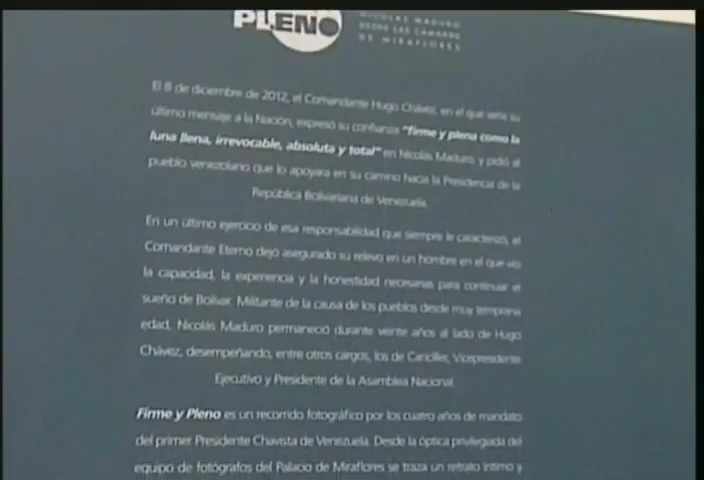 PLENO
NICOLÁS MADURO
DESDE LAS CÁMARAS
DE MIRAFLORES
El 8 de diciembre de 2012, el Comandante Hugo Chávez, en el que sería su
último mensaje a la Nación, expresó su confianza "firme y plena como la
luna llena, irrevocable, absoluta y total" en Nicolás Maduro, y pidió al
pueblo venezolano que lo apoyara en su camino hacia la Presidencia de la
República Bolivariana de Venezuela.
En un último ejercicio de esa responsabilidad que siempre le caracterizó, el
Comandante Eterno dejó asegurado su relevo en un hombre en el que vio
la capacidad, la experiencia y la honestidad necesarias para continuar el
sueño de Bolívar. Militante de la causa de los pueblos desde muy temprana
edad, Nicolás Maduro permaneció durante veinte años al lado de Hugo
Chávez, desempeñando, entre otros cargos, los de Canciller, Vicepresidente
Ejecutivo y Presidente de la Asamblea Nacional.
Firme y Pleno es un recorrido fotográfico por los cuatro años de mandato
del primer Presidente Chavista de Venezuela. Desde la óptica privilegiada del
equipo de fotógrafos del Palacio de Miraflores se traza un retrato íntimo y